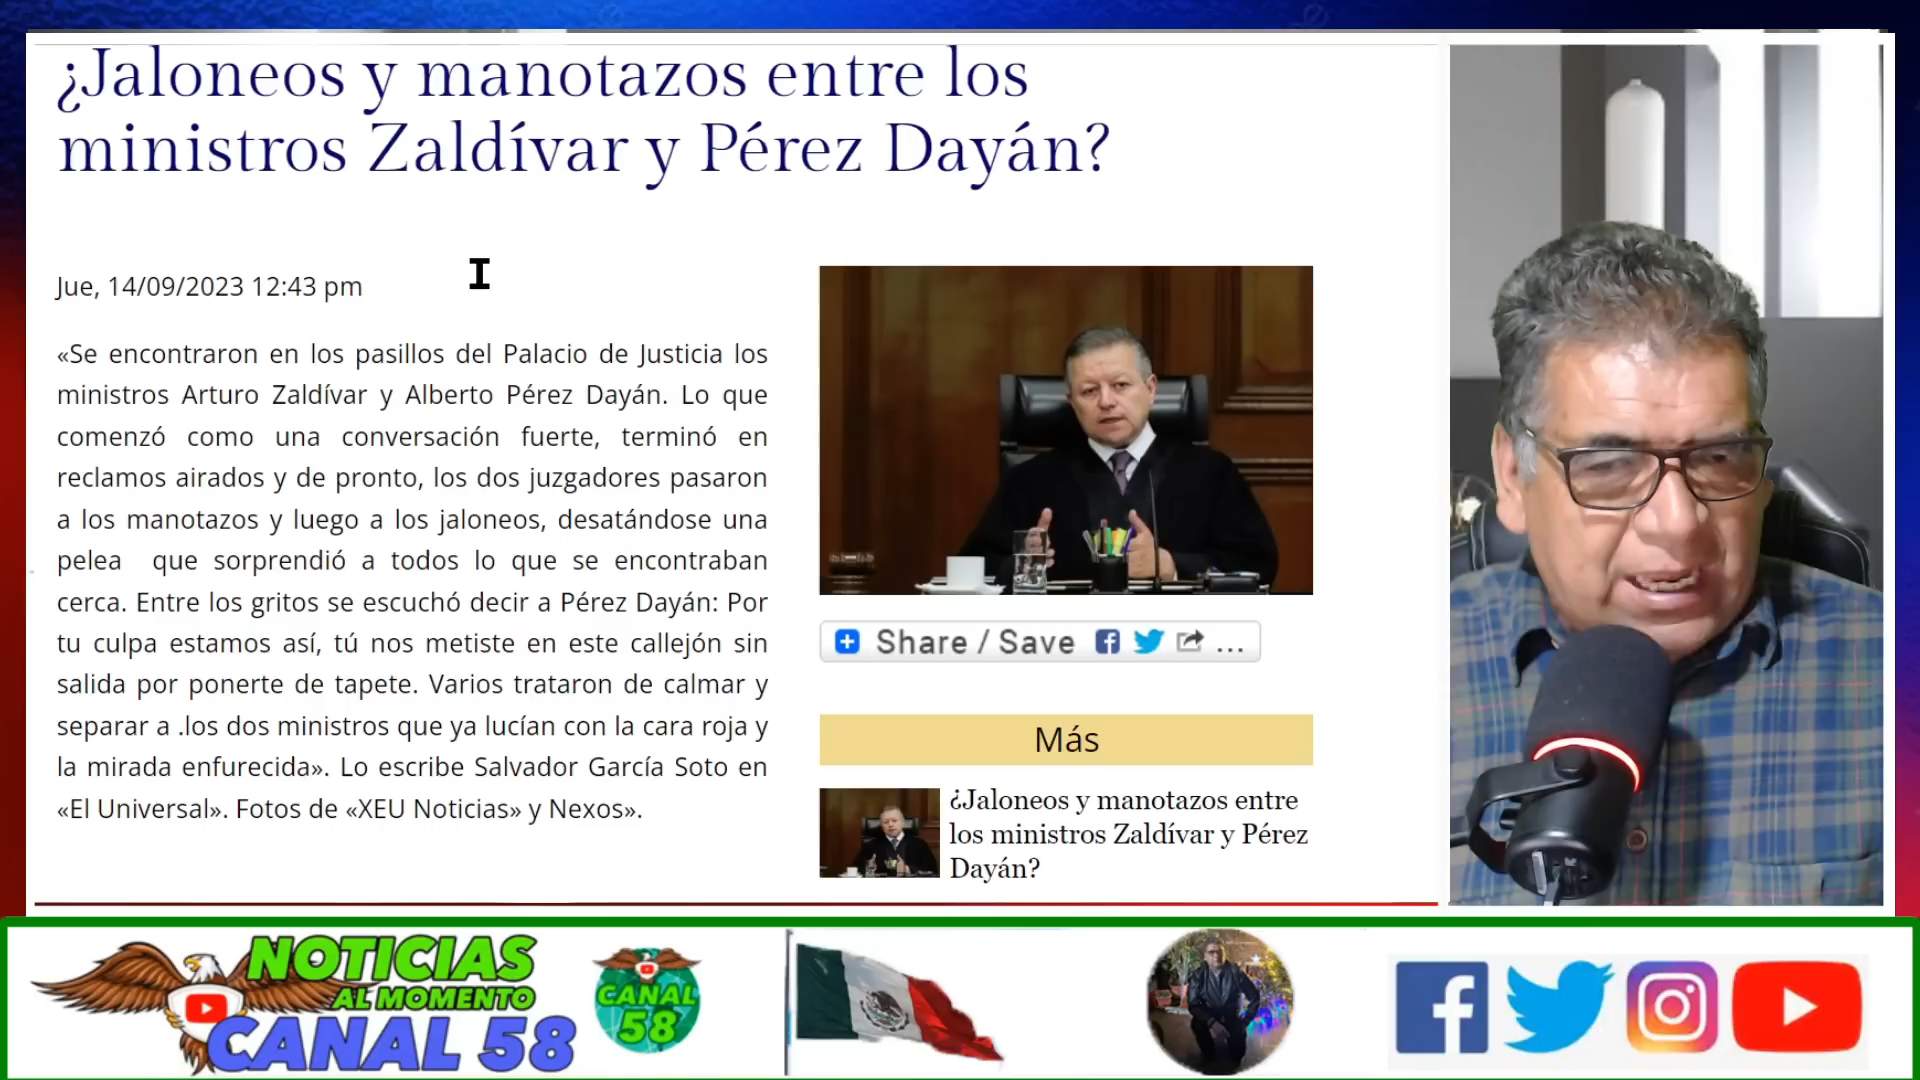 ¿Jaloneos y manotazos entre los
ministros Zaldívar y Pérez Dayán?
Jue, 14/09/2023 12:43 pm
«Se encontraron en los pasillos del Palacio de Justicia los
ministros Arturo Zaldívar y Alberto Pérez Dayán. Lo que
comenzó como una conversación fuerte, terminó en
reclamos airados y de pronto, los dos juzgadores pasaron
a los manotazos y luego a los jaloneos, desatándose una
pelea que sorprendió a todos lo que se encontraban
cerca. Entre los gritos se escuchó decir a Pérez Dayán: Por
tu culpa estamos así, tú nos metiste en este callejón sin
salida por ponerte de tapete. Varios trataron de calmar y
separar a .los dos ministros que ya lucían con la cara roja y
la mirada enfurecida». Lo escribe Salvador García Soto en
«El Universal». Fotos de «XEU Noticias» y Nexos».
Share / Save ...
Más
¿Jaloneos y manotazos entre
los ministros Zaldívar y Pérez
Dayán?
NOTICIAS
AL MOMENTO
CANAL 58
CANAL
58